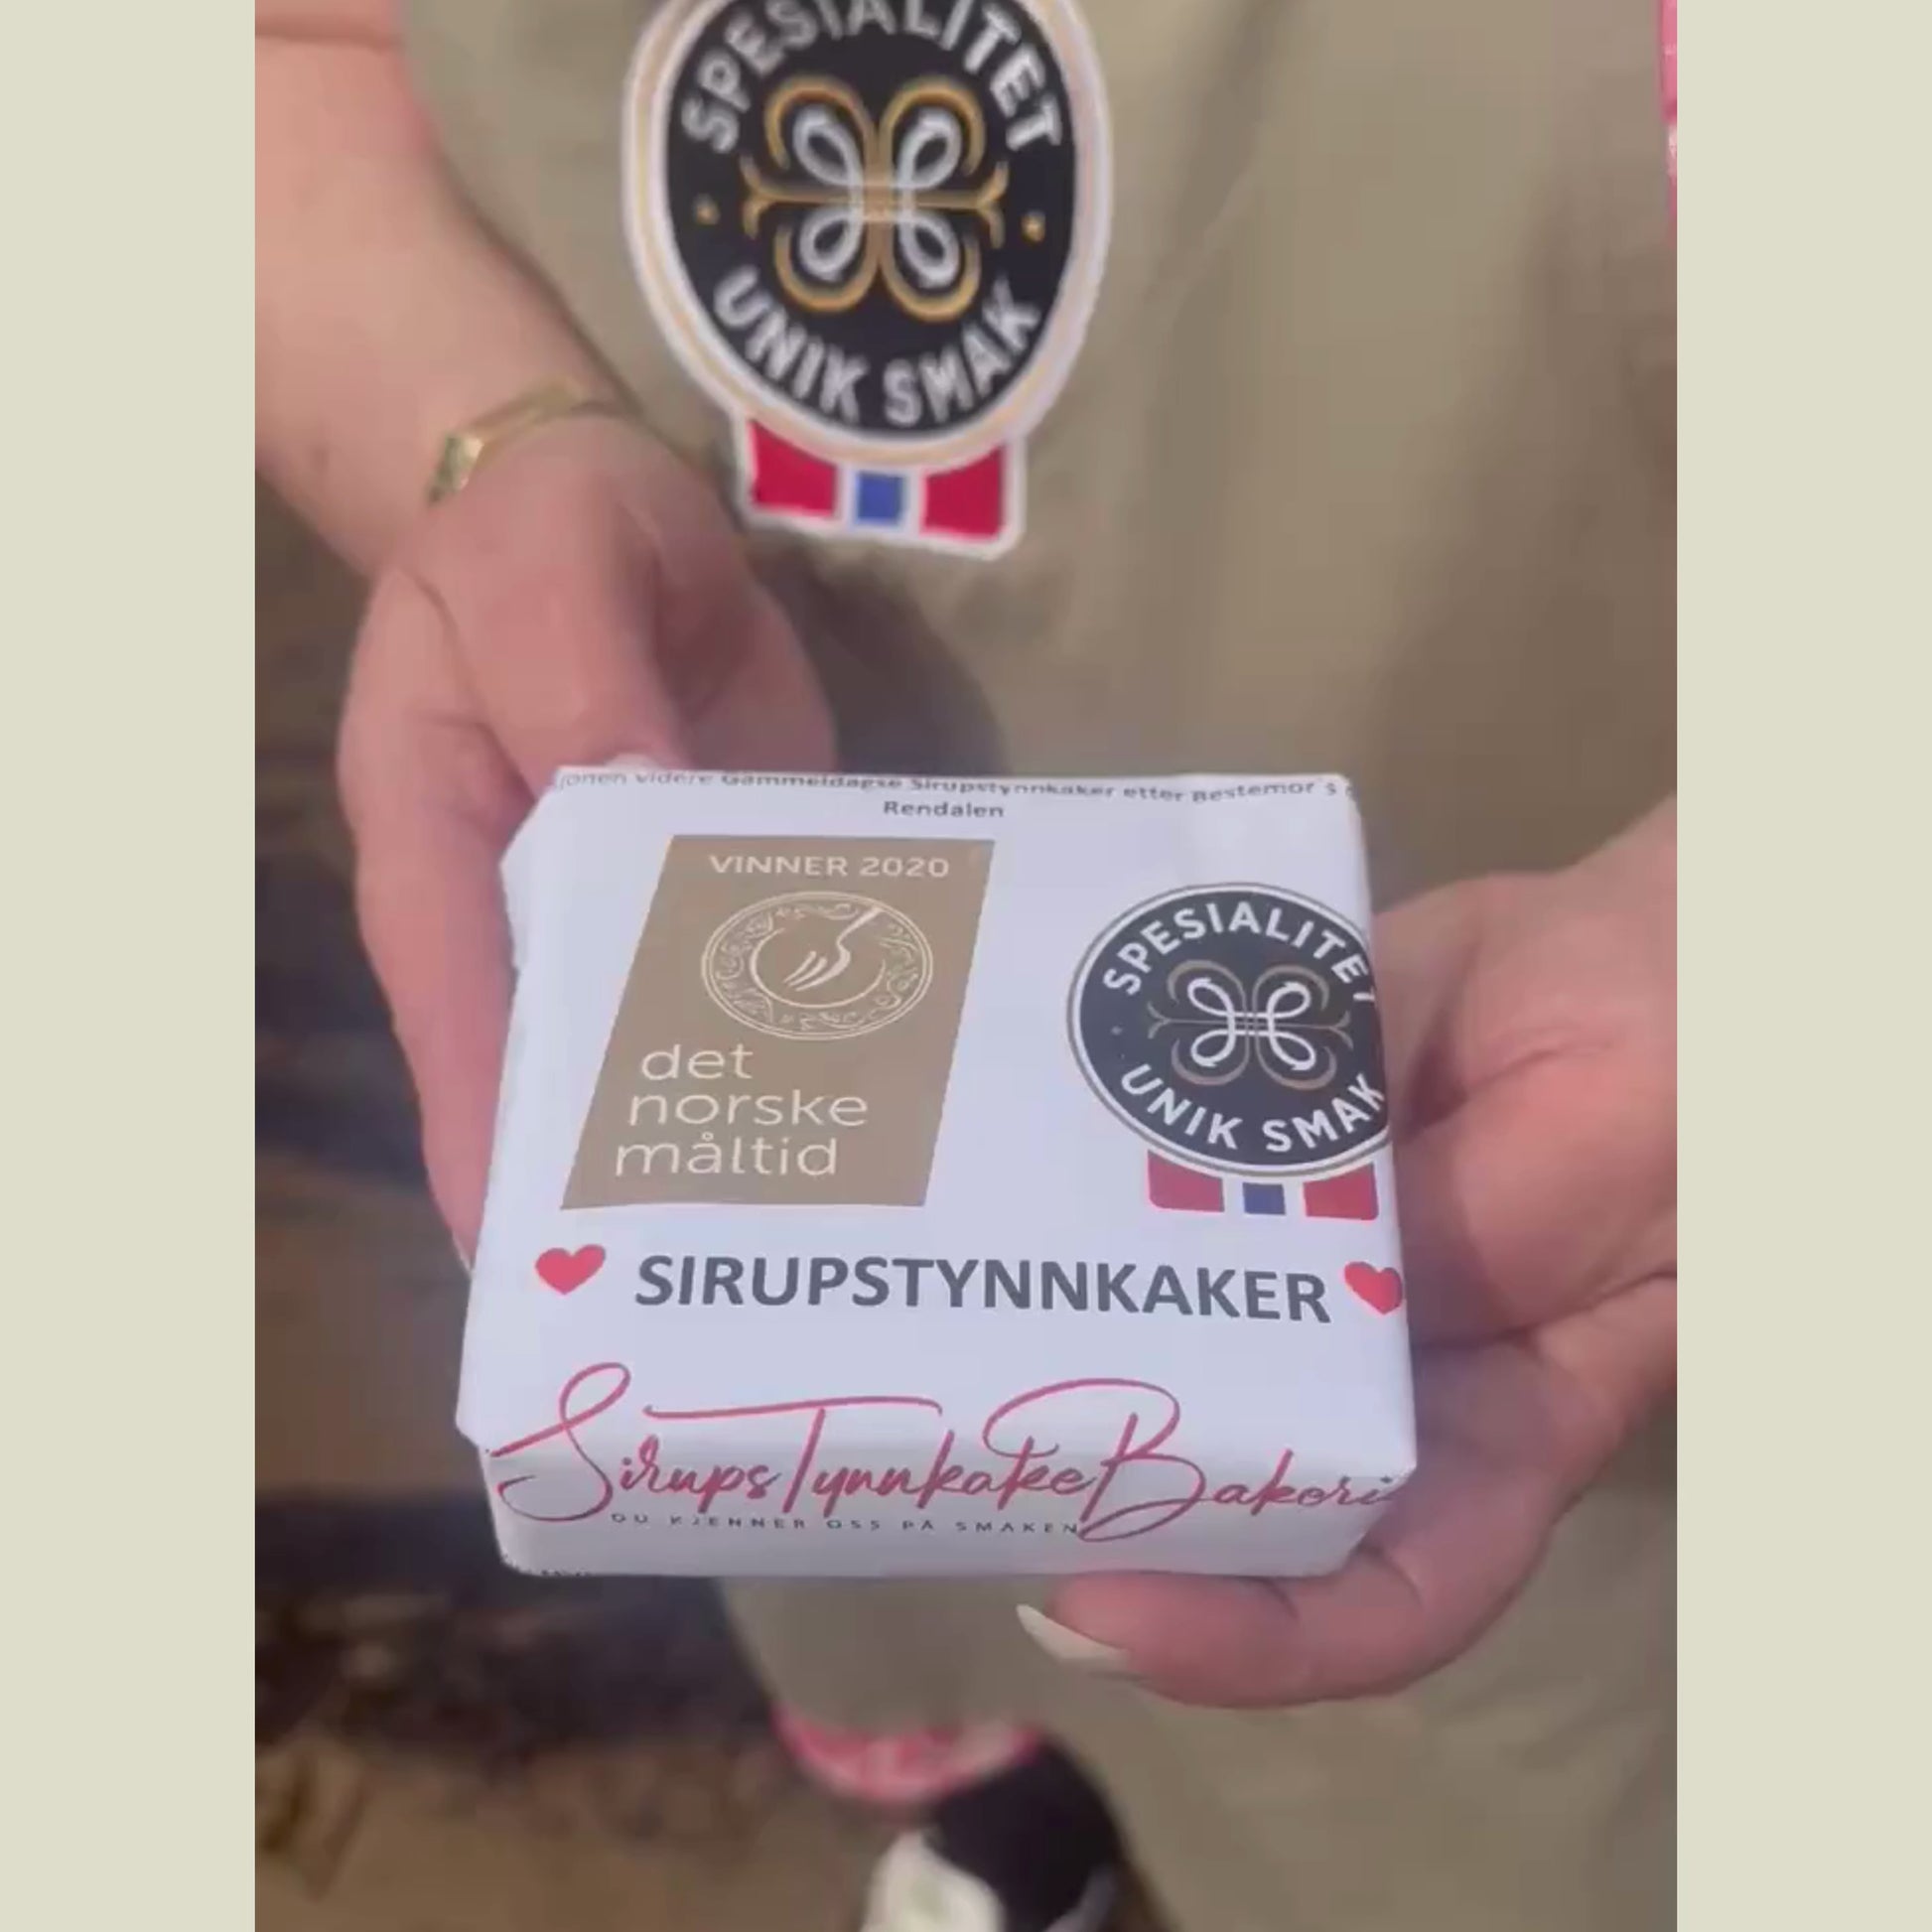 SPESIALITET
UNIK SMAK
videre Gammeldagse Sirupstynnkaker etter Bestemor`s
Rendalen
VINNER 2020
det
norske
måltid
SPESIALITET
UNIK SMAK
SIRUPSTYNNKAKER
SirupsTynnkakeBakeri
DU KJENNER OSS PÅ SMAKEN